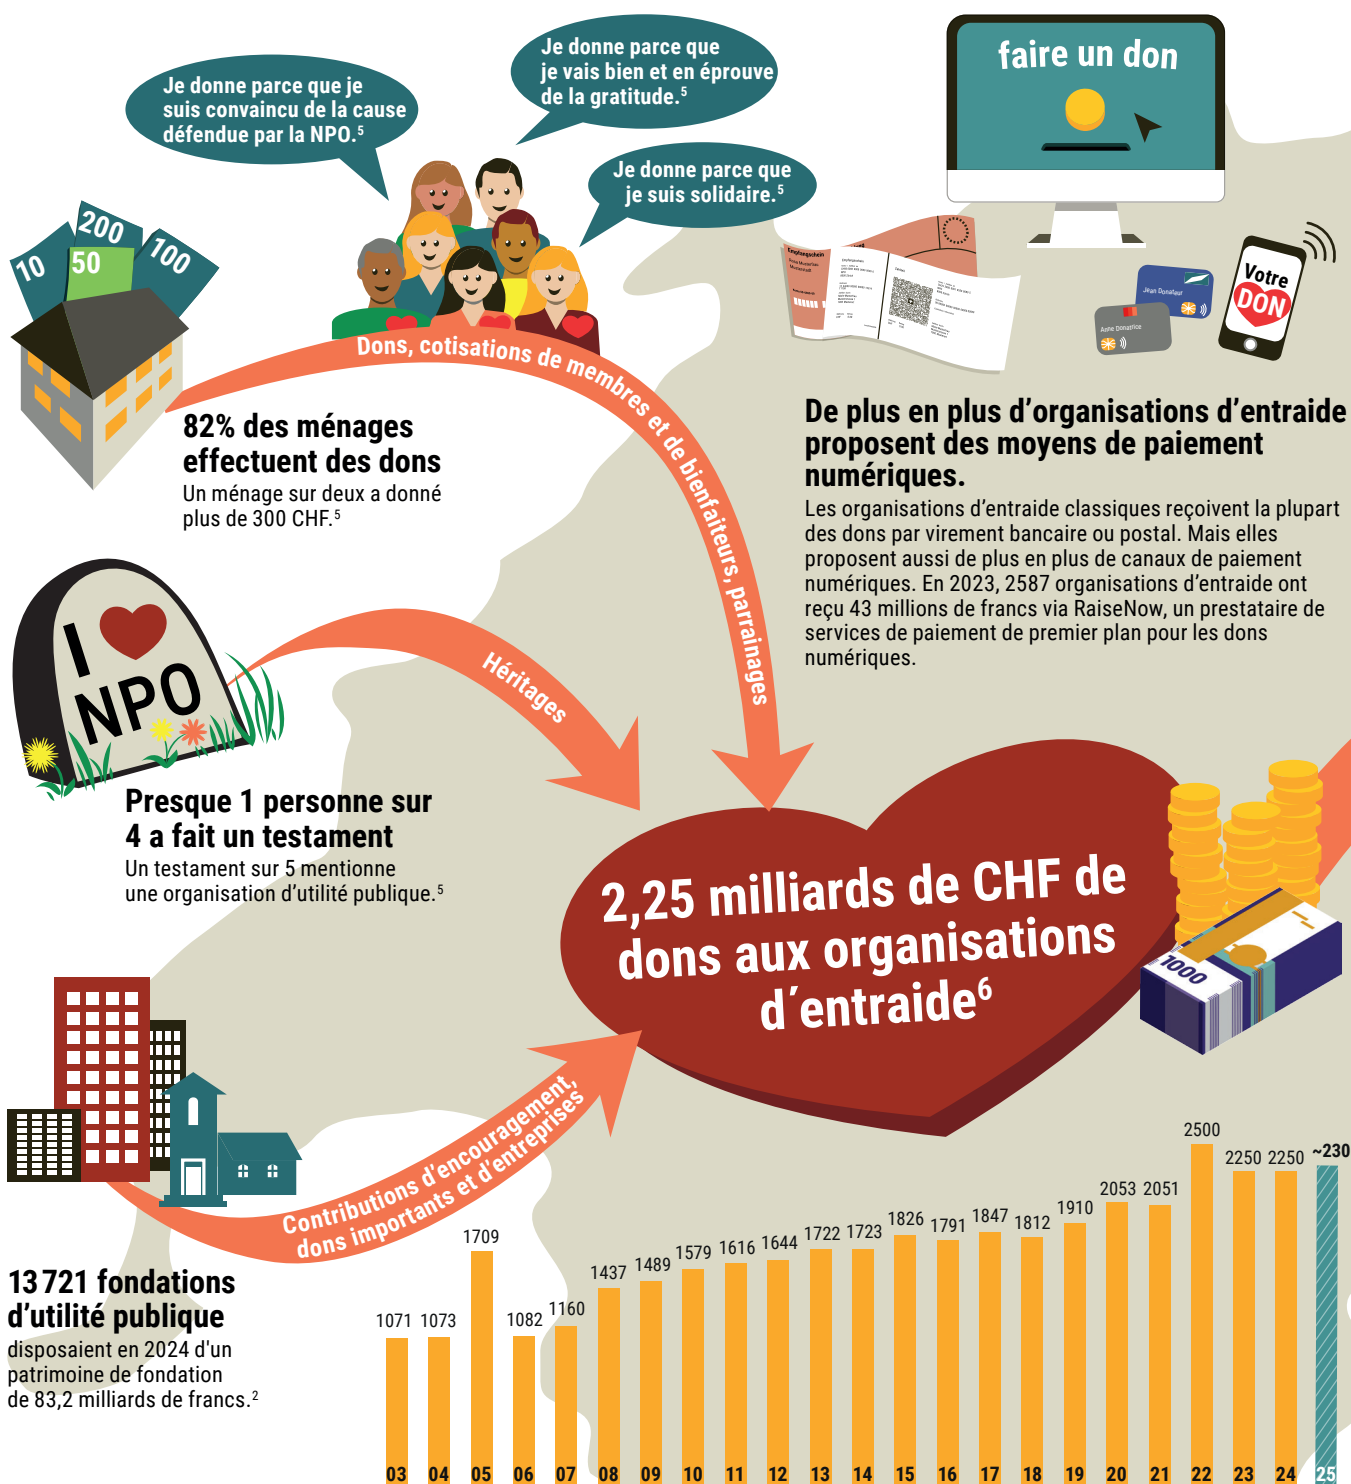 Je donne parce que je
suis convaincu de la cause
défendue par la NPO.⁵
Je donne parce que
je vais bien et en éprouve
de la gratitude.⁵
Je donne parce que
je suis solidaire.⁵
faire un don
10
200
50
100
Empfangsschein
Jean Donateur
Anne Donatrice
Votre
DON
Dons, cotisations de membres et de bienfaiteurs, parrainages
82% des ménages
effectuent des dons
Un ménage sur deux a donné
plus de 300 CHF.⁵
De plus en plus d’organisations d’entraide
proposent des moyens de paiement
numériques.
Les organisations d’entraide classiques reçoivent la plupart
des dons par virement bancaire ou postal. Mais elles
proposent aussi de plus en plus de canaux de paiement
numériques. En 2023, 2587 organisations d’entraide ont
reçu 43 millions de francs via RaiseNow, un prestataire de
services de paiement de premier plan pour les dons
numériques.
I
NPO
Héritages
Presque 1 personne sur
4 a fait un testament
Un testament sur 5 mentionne
une organisation d’utilité publique.⁵
2,25 milliards de CHF de
dons aux organisations
d´entraide⁶
1000
Contributions d'encouragement,
dons importants et d'entreprises
13 721 fondations
d’utilité publique
disposaient en 2024 d'un
patrimoine de fondation
de 83,2 milliards de francs.²
1071 1073 1709 1082 1160 1437 1489 1579 1616 1644 1722 1723 1826 1791 1847 1812 1910 2053 2051 2500 2250 2250 ~230
03 04 05 06 07 08 09 10 11 12 13 14 15 16 17 18 19 20 21 22 23 24 25